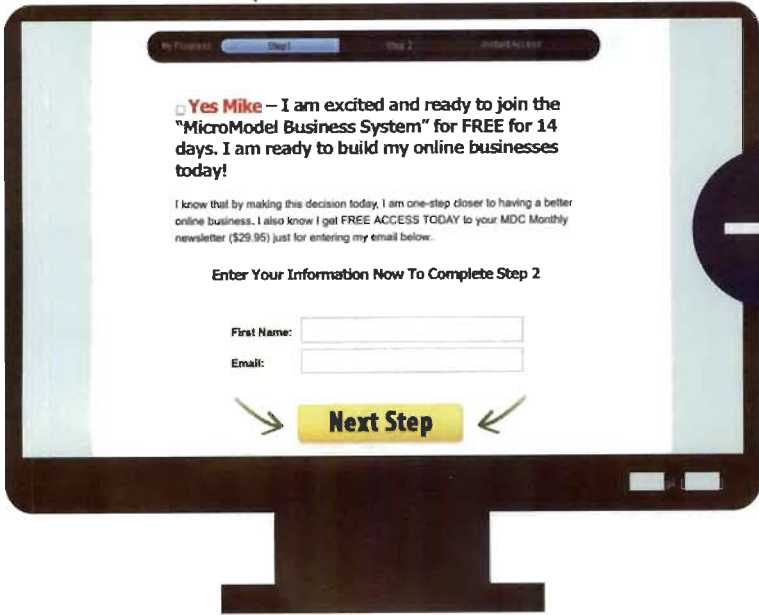 My Progress Step 1 Step 2 Instant Access
Yes Mike – I am excited and ready to join the
"MicroModel Business System" for FREE for 14
days. I am ready to build my online businesses
today!
I know that by making this decision today, I am one-step closer to having a better
online business. I also know I get FREE ACCESS TODAY to your MDC Monthly
newsletter ($29.95) just for entering my email below..
Enter Your Information Now To Complete Step 2
First Name:
Email:
Next Step